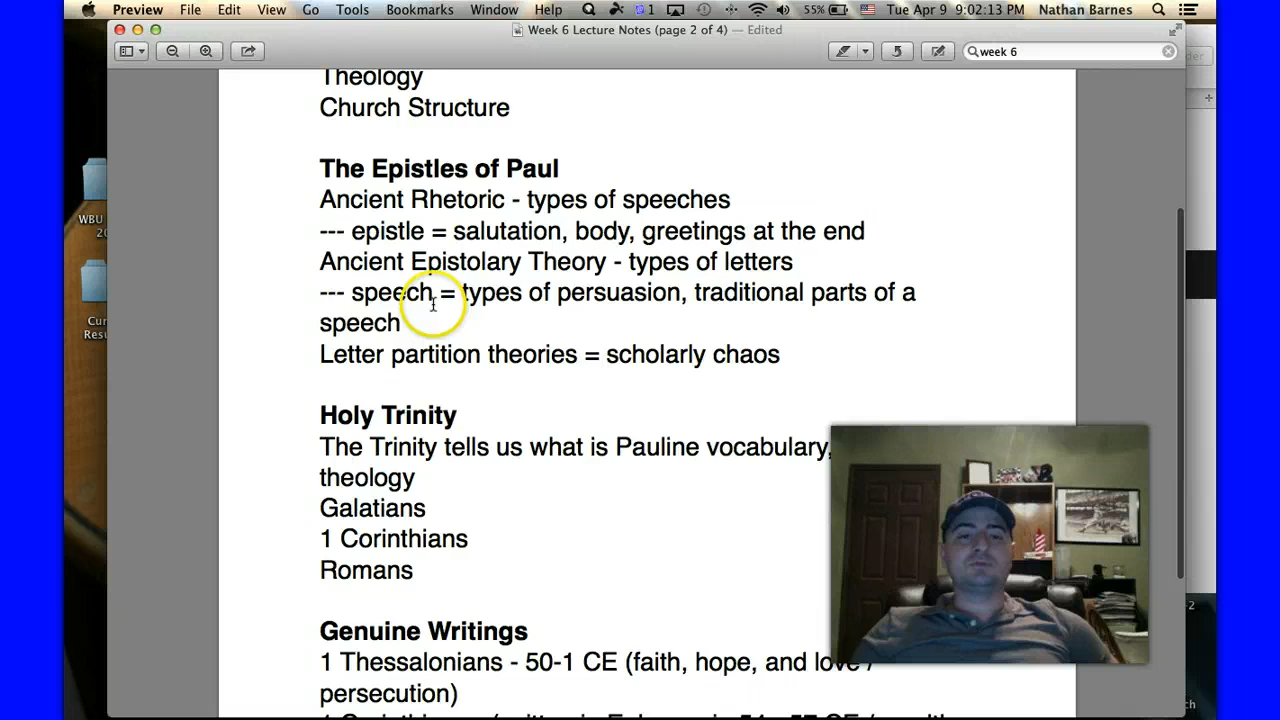 Preview File Edit View Go Tools Bookmarks Window Help 1 55% Tue Apr 9 9:02:13 PM Nathan Barnes
Week 6 Lecture Notes (page 2 of 4) — Edited
week 6
Theology
Church Structure
The Epistles of Paul
Ancient Rhetoric - types of speeches
--- epistle = salutation, body, greetings at the end
Ancient Epistolary Theory - types of letters
--- speech = types of persuasion, traditional parts of a
speech
Letter partition theories = scholarly chaos
Holy Trinity
The Trinity tells us what is Pauline vocabulary,
theology
Galatians
1 Corinthians
Romans
Genuine Writings
1 Thessalonians - 50-1 CE (faith, hope, and love /
persecution)
WBU